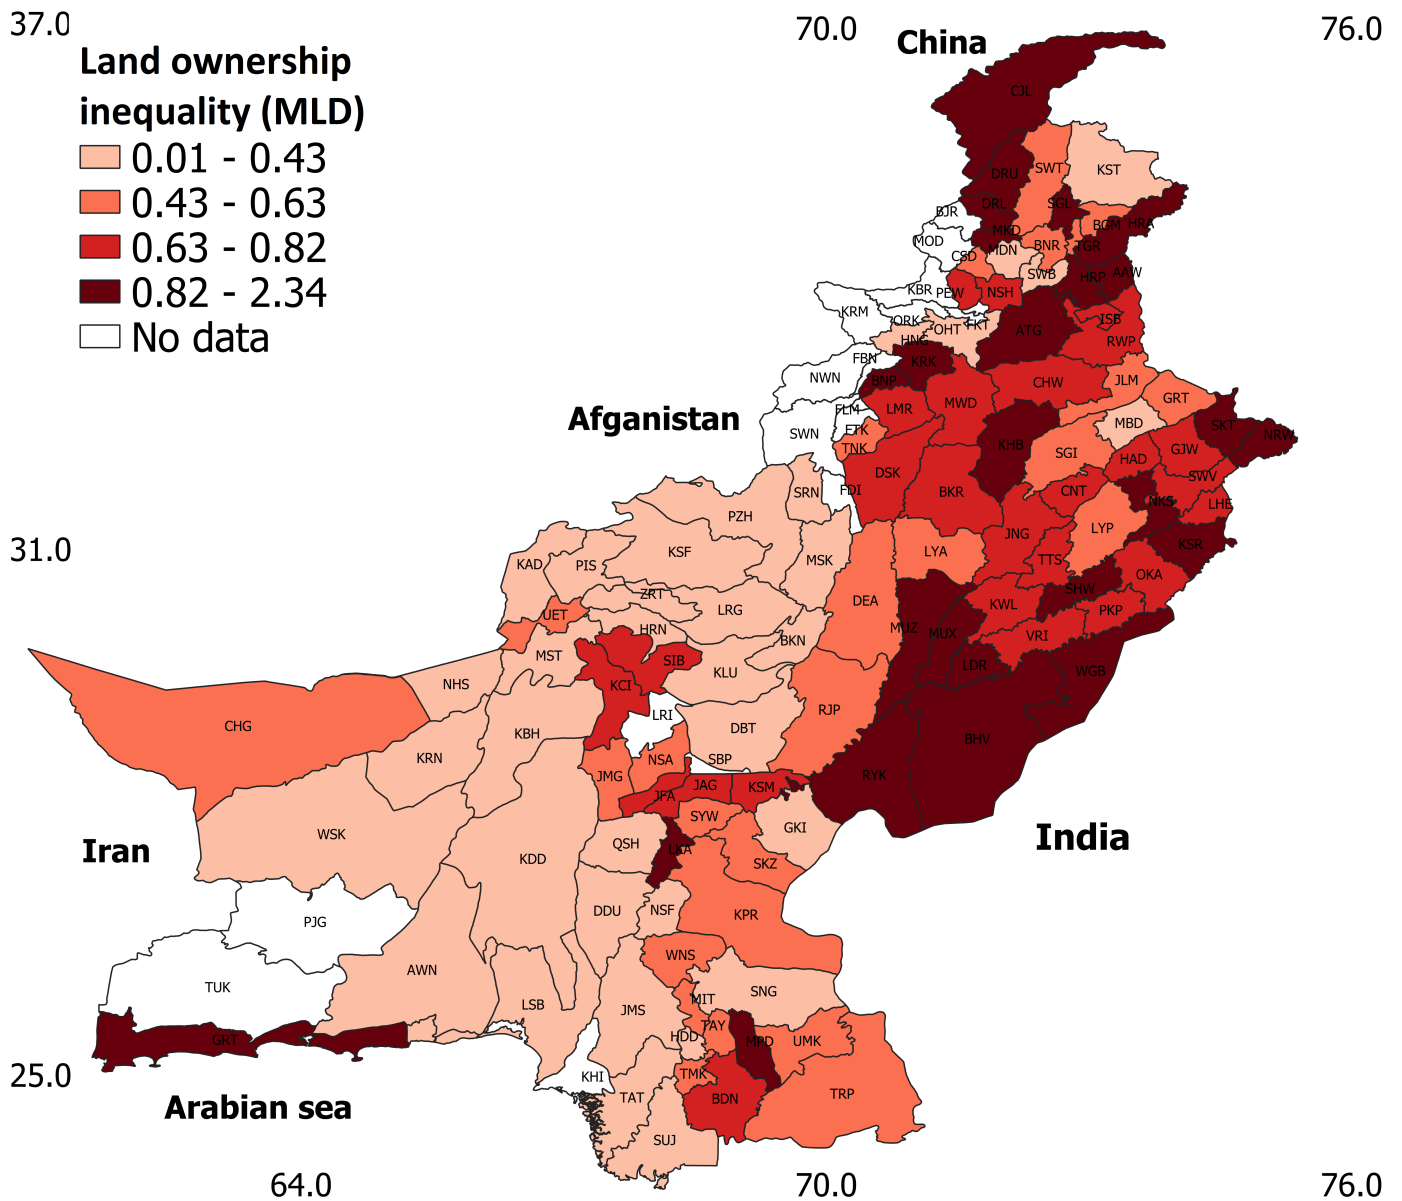 37.0
70.0
76.0
China
Land ownership
inequality (MLD)
0.01 - 0.43
0.43 - 0.63
0.63 - 0.82
0.82 - 2.34
No data
CJL
SWT
KST
DRU
DRL
SGL
BJR
BGM
HRA
MKD
MOD
MDN
BNR
TGR
CSD
SWB
HRP
AAW
KBR
PEW
NSH
KRM
ORK
FKT
OHT
ATG
ISB
HNG
RWP
FBN
KRK
NWN
BNP
CHW
JLM
Afganistan
FLM
LMR
MWD
GRT
SWN
ETK
MBD
SKT
NRW
TNK
KHB
SGI
HAD
GJW
DSK
SWV
SRN
FDI
BKR
CNT
NKS
LHE
PZH
LYP
31.0
KAD
PIS
KSF
MSK
LYA
JNG
TTS
KSR
OKA
ZRT
LRG
DEA
SHW
UET
KWL
PKP
HRN
BKN
MUZ
MUX
VRI
MST
SIB
KLU
LDR
WGB
NHS
KCI
CHG
LRI
RJP
KBH
DBT
BHV
KRN
NSA
SBP
JMG
RYK
JFA
JAG
KSM
Iran
WSK
SYW
GKI
India
QSH
LKA
KDD
SKZ
PJG
DDU
NSF
KPR
AWN
WNS
TUK
LSB
MIT
SNG
JMS
TAY
GRT
HDD
MPD
UMK
25.0
KHI
TMK
Arabian sea
TAT
BDN
TRP
SUJ
64.0
70.0
76.0